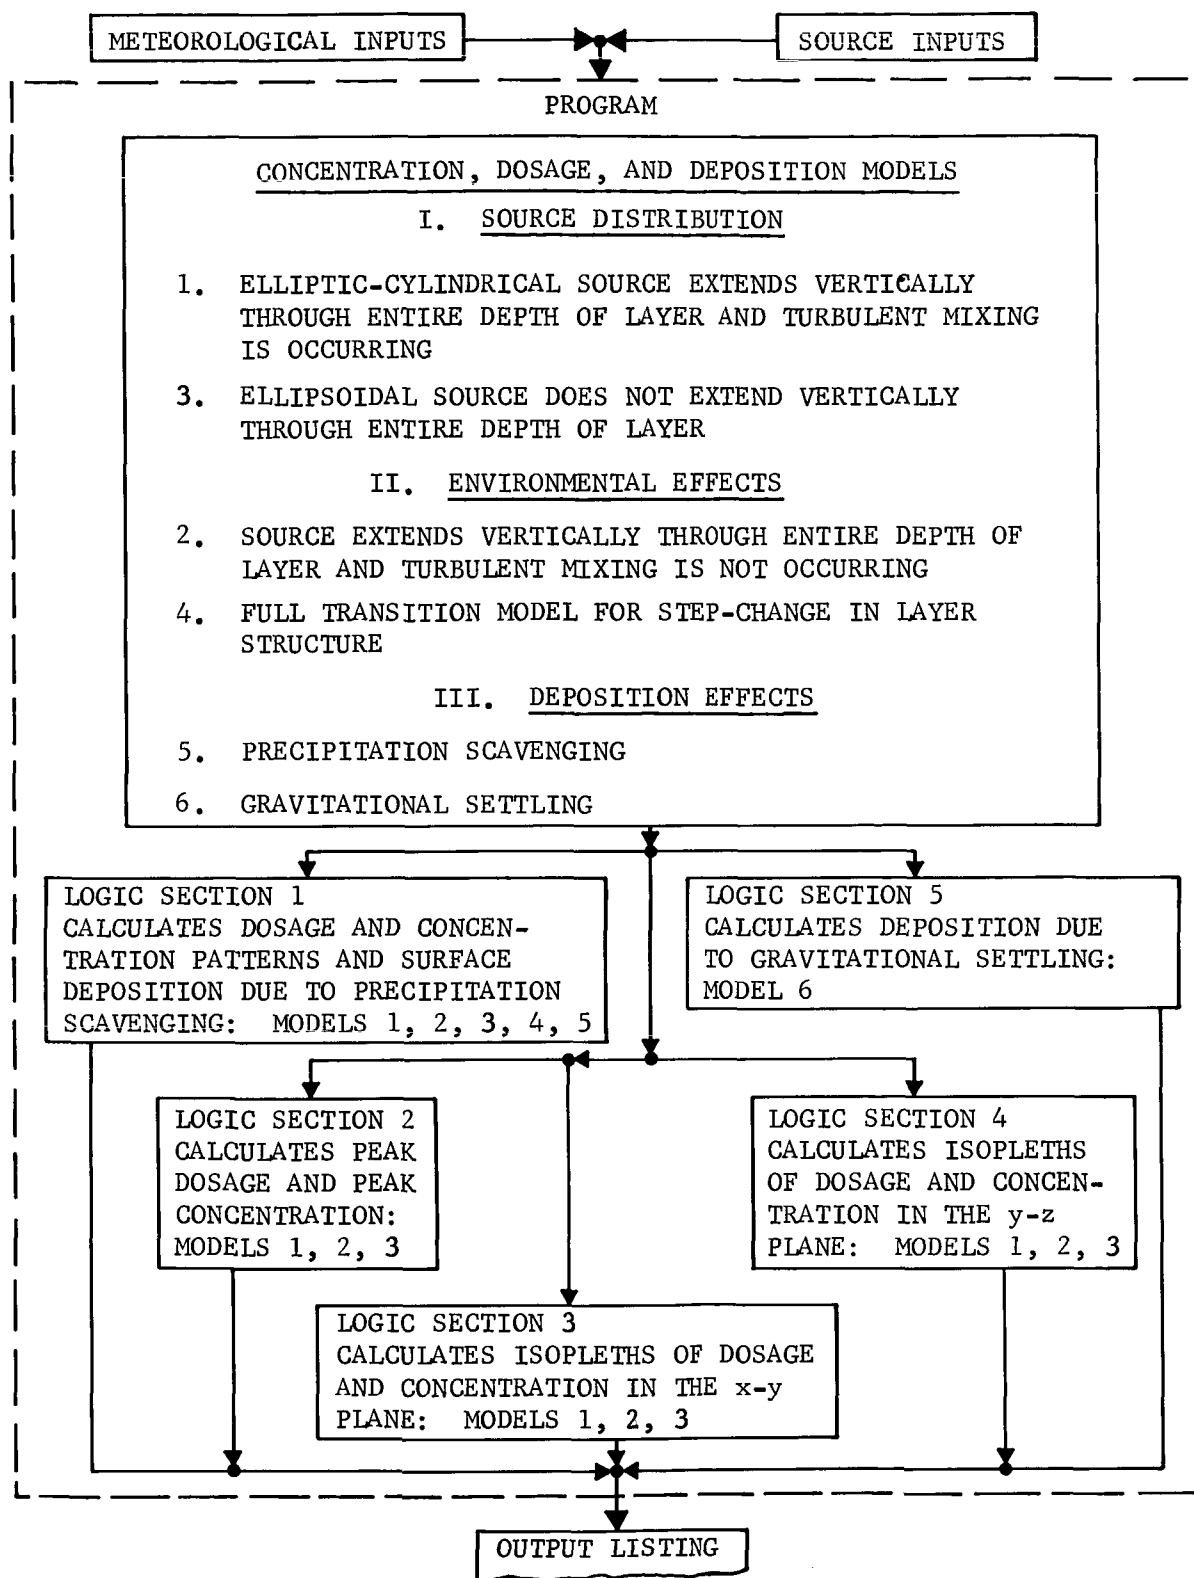 METEOROLOGICAL INPUTS
SOURCE INPUTS
PROGRAM
CONCENTRATION, DOSAGE, AND DEPOSITION MODELS
I. SOURCE DISTRIBUTION
1. ELLIPTIC-CYLINDRICAL SOURCE EXTENDS VERTICALLY
THROUGH ENTIRE DEPTH OF LAYER AND TURBULENT MIXING
IS OCCURRING
3. ELLIPSOIDAL SOURCE DOES NOT EXTEND VERTICALLY
THROUGH ENTIRE DEPTH OF LAYER
II. ENVIRONMENTAL EFFECTS
2. SOURCE EXTENDS VERTICALLY THROUGH ENTIRE DEPTH OF
LAYER AND TURBULENT MIXING IS NOT OCCURRING
4. FULL TRANSITION MODEL FOR STEP-CHANGE IN LAYER
STRUCTURE
III. DEPOSITION EFFECTS
5. PRECIPITATION SCAVENGING
6. GRAVITATIONAL SETTLING
LOGIC SECTION 1
CALCULATES DOSAGE AND CONCEN-
TRATION PATTERNS AND SURFACE
DEPOSITION DUE TO PRECIPITATION
SCAVENGING: MODELS 1, 2, 3, 4, 5
LOGIC SECTION 5
CALCULATES DEPOSITION DUE
TO GRAVITATIONAL SETTLING:
MODEL 6
LOGIC SECTION 2
CALCULATES PEAK
DOSAGE AND PEAK
CONCENTRATION:
MODELS 1, 2, 3
LOGIC SECTION 4
CALCULATES ISOPLETHS
OF DOSAGE AND CONCEN-
TRATION IN THE y-z
PLANE: MODELS 1, 2, 3
LOGIC SECTION 3
CALCULATES ISOPLETHS OF DOSAGE
AND CONCENTRATION IN THE x-y
PLANE: MODELS 1, 2, 3
OUTPUT LISTING